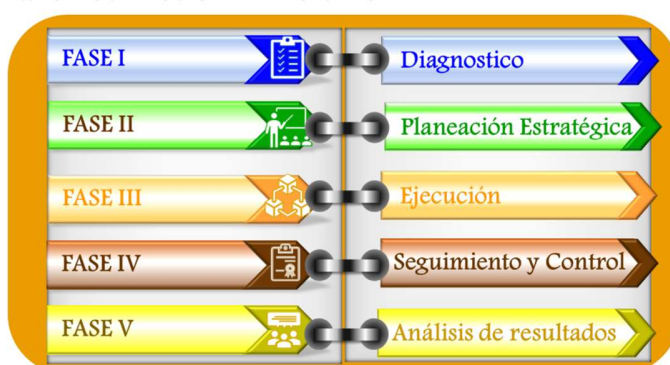 FASE I
Diagnostico
FASE II
Planeación Estratégica
FASE III
Ejecución
FASE IV
Seguimiento y Control
FASE V
Análisis de resultados